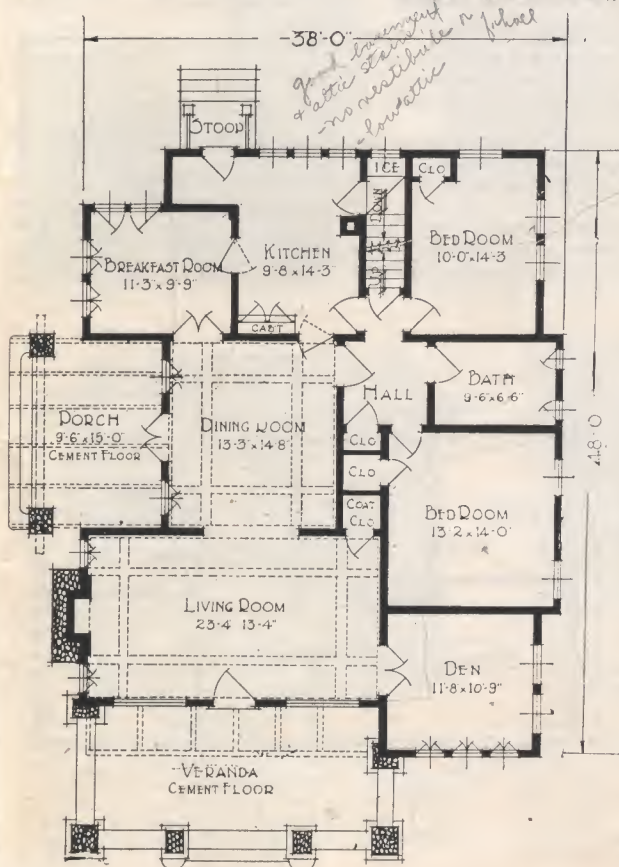 38'-0"
good basement
& attic stairs
- no vestibule or
- low attic
STOOP
ICE
CLO
DOWN
UP
KITCHEN
9'-8 x 14'-3"
BED ROOM
10'-0" x 14'-3
BREAKFAST ROOM
11'-3" x 9'-9"
CABT
HALL
BATH
9'-6" x 6'-6"
PORCH
9'-6" x 15'-0"
CEMENT FLOOR
DINING ROOM
13'-3" x 14'-8"
CLO
CLO
COAT
CLO
BED ROOM
13'-2 x 14'-0"
48'-0
LIVING ROOM
23'-4 13'-4"
DEN
11'-8 x 10'-9"
VERANDA
CEMENT FLOOR